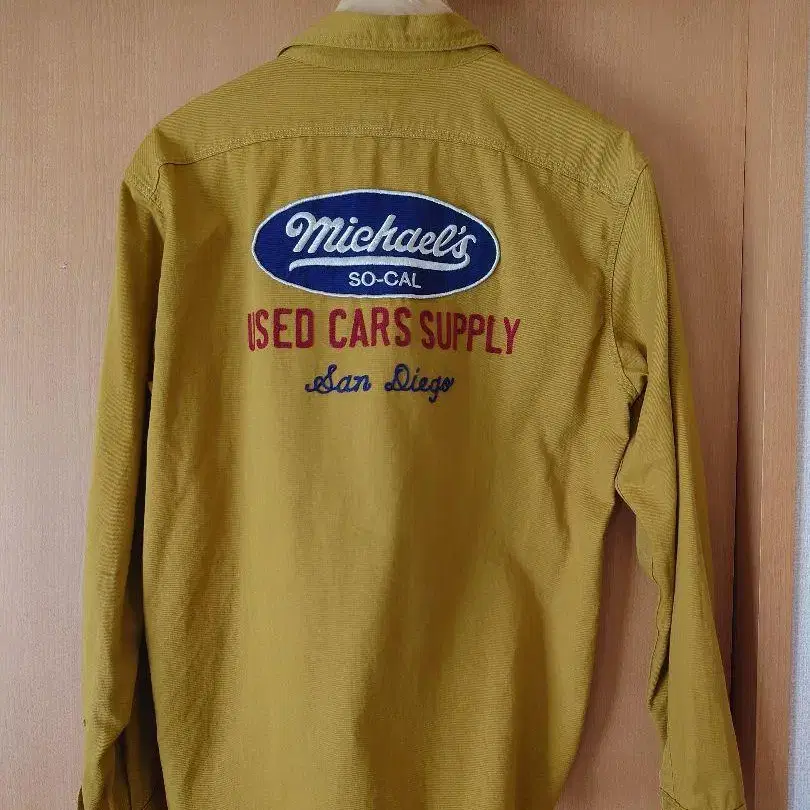 Michael's
SO-CAL
USED CARS SUPPLY
San Diego